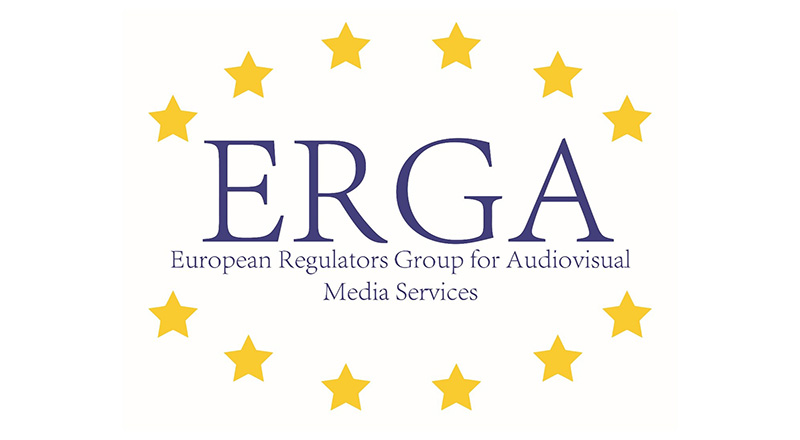 ERGA
European Regulators Group for Audiovisual
Media Services